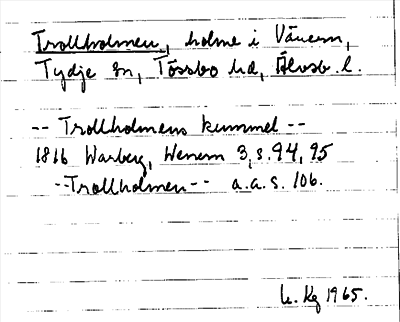 Trollholmen, holme i Vänern,
Tydje sn, Tössbo hd, Älvsb. l.
-- Trollholmens kummel --
1816 Warberg, Wenern 3, s. 94, 95
--Trollholmen-- a.a. s. 106.
Kg 1965.